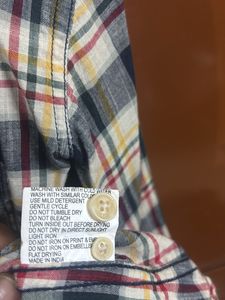 MACHINE WASH WITH COLD WATER
WASH WITH SIMILAR COLOR
USE MILD DETERGENT
GENTLE CYCLE
DO NOT TUMBLE DRY
DO NOT BLEACH
TURN INSIDE OUT BEFORE DRYING
DO NOT DRY IN DIRECT SUNLIGHT
LIGHT IRON
DO NOT IRON ON PRINT & EMB
DO NOT IRON ON EMBELLISH
FLAT DRYING
MADE IN INDIA